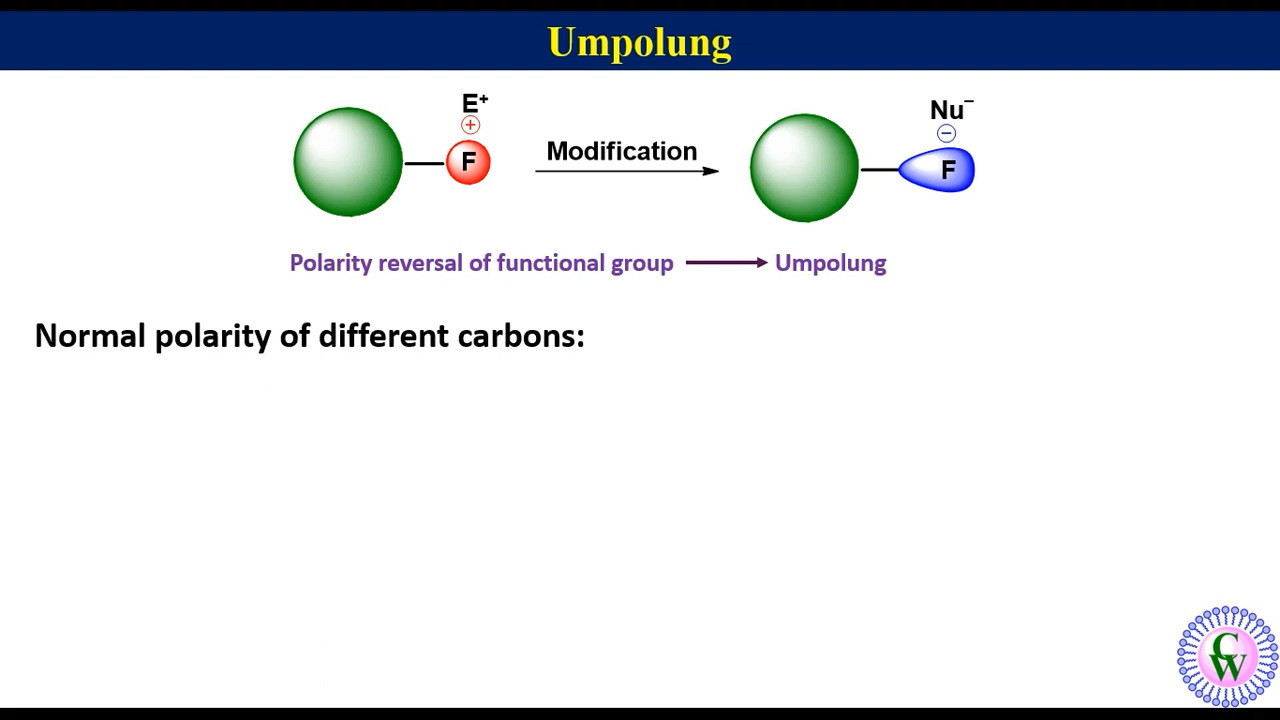 Umpolung
E⁺
⊕
F
Modification
Nu⁻
⊖
F
Polarity reversal of functional group ⟶ Umpolung
Normal polarity of different carbons:
CW